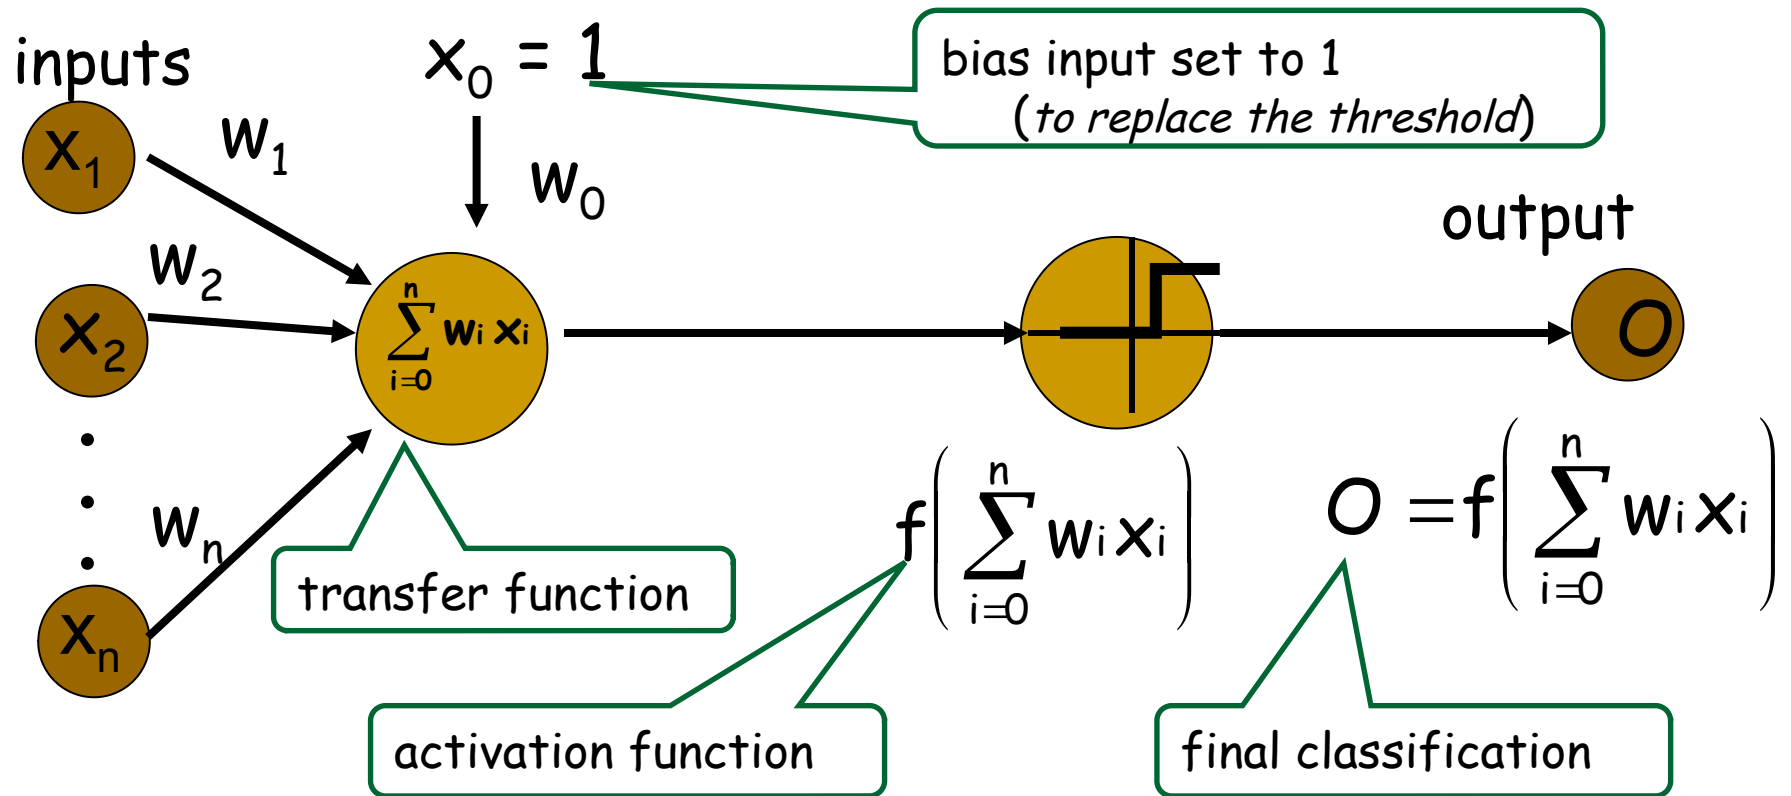 inputs
x₀ = 1
bias input set to 1
(to replace the threshold)
x₁
w₁
w₀
output
w₂
x₂
n
∑ wᵢ xᵢ
i=0
O
wₙ
xₙ
transfer function
n
f(∑ wᵢ xᵢ)
i=0
n
O = f(∑ wᵢ xᵢ)
i=0
activation function
final classification